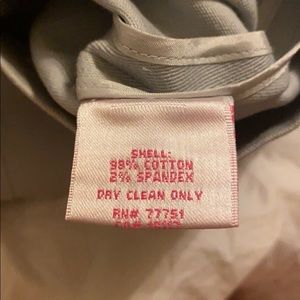 SHELL:
98% COTTON
2% SPANDEX
DRY CLEAN ONLY
RN# 77751